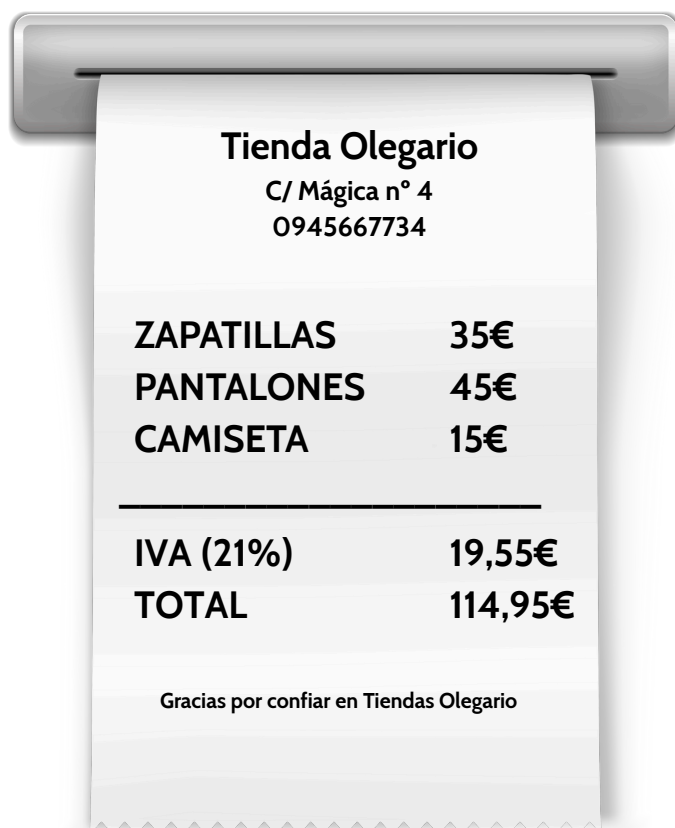 Tienda Olegario
C/ Mágica nº 4
0945667734
ZAPATILLAS 35€
PANTALONES 45€
CAMISETA 15€
IVA (21%) 19,55€
TOTAL 114,95€
Gracias por confiar en Tiendas Olegario